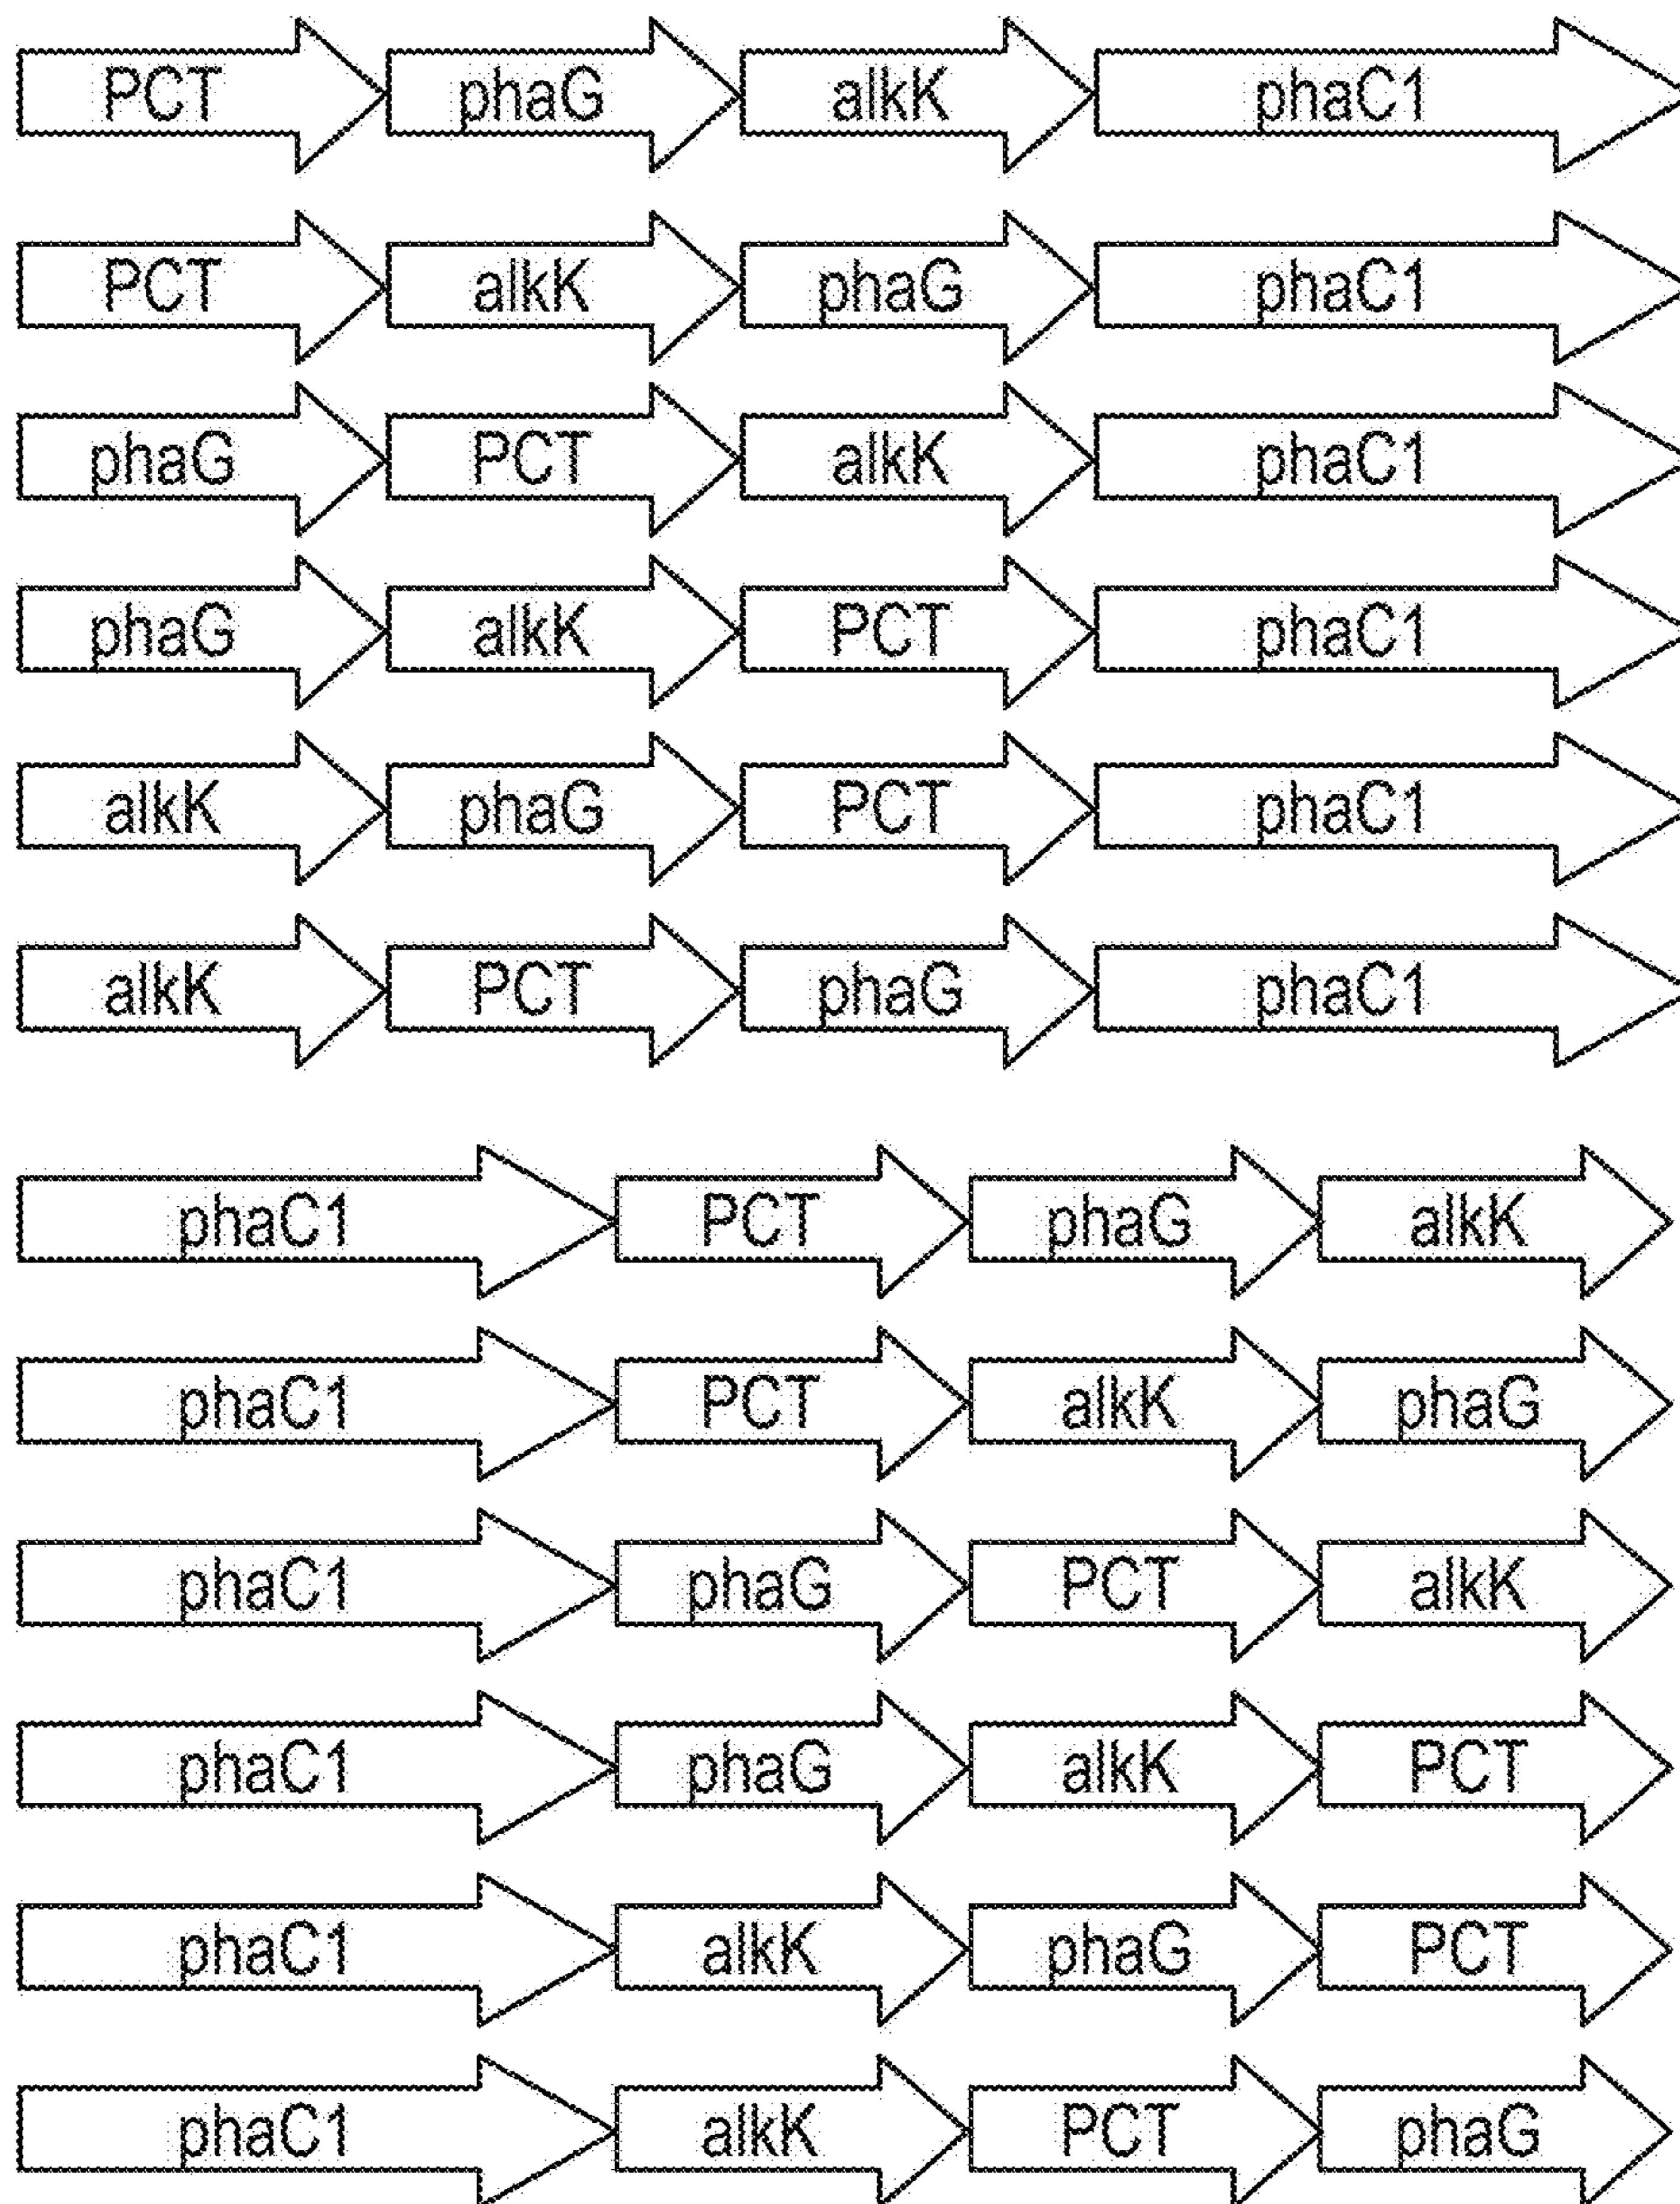 PCT phaG alkK phaC1
PCT alkK phaG phaC1
phaG PCT alkK phaC1
phaG alkK PCT phaC1
alkK phaG PCT phaC1
alkK PCT phaG phaC1
phaC1 PCT phaG alkK
phaC1 PCT alkK phaG
phaC1 phaG PCT alkK
phaC1 phaG alkK PCT
phaC1 alkK phaG PCT
phaC1 alkK PCT phaG